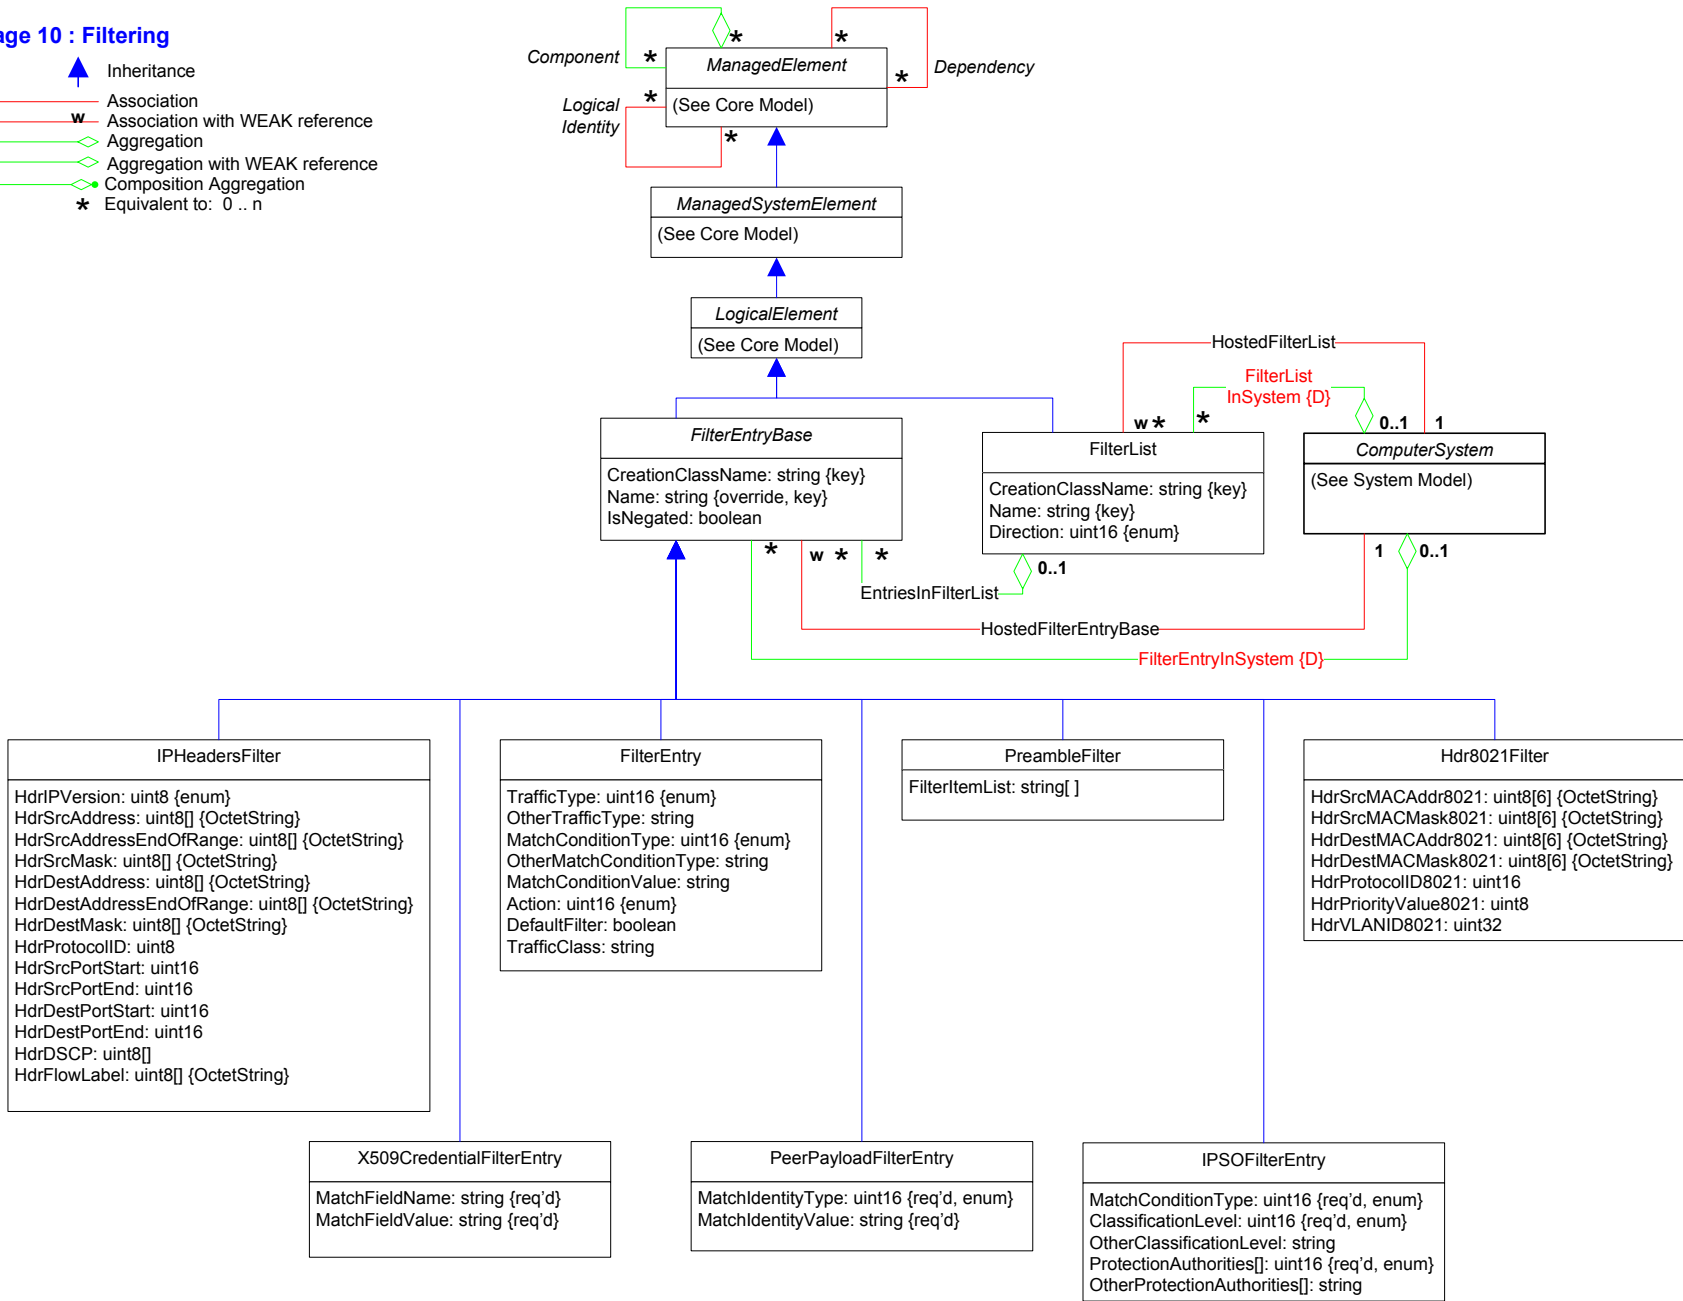 age 10 : Filtering
Inheritance
Association
w Association with WEAK reference
Aggregation
Aggregation with WEAK reference
Composition Aggregation
* Equivalent to: 0 .. n
Component
*
*
*
*
Dependency
ManagedElement
(See Core Model)
Logical
Identity
*
*
ManagedSystemElement
(See Core Model)
LogicalElement
(See Core Model)
HostedFilterList
FilterList
InSystem {D}
w *
*
0..1
1
FilterEntryBase
CreationClassName: string {key}
Name: string {override, key}
IsNegated: boolean
FilterList
CreationClassName: string {key}
Name: string {key}
Direction: uint16 {enum}
ComputerSystem
(See System Model)
*
w *
*
0..1
1
0..1
EntriesInFilterList
HostedFilterEntryBase
FilterEntryInSystem {D}
IPHeadersFilter
HdrIPVersion: uint8 {enum}
HdrSrcAddress: uint8[] {OctetString}
HdrSrcAddressEndOfRange: uint8[] {OctetString}
HdrSrcMask: uint8[] {OctetString}
HdrDestAddress: uint8[] {OctetString}
HdrDestAddressEndOfRange: uint8[] {OctetString}
HdrDestMask: uint8[] {OctetString}
HdrProtocolID: uint8
HdrSrcPortStart: uint16
HdrSrcPortEnd: uint16
HdrDestPortStart: uint16
HdrDestPortEnd: uint16
HdrDSCP: uint8[]
HdrFlowLabel: uint8[] {OctetString}
FilterEntry
TrafficType: uint16 {enum}
OtherTrafficType: string
MatchConditionType: uint16 {enum}
OtherMatchConditionType: string
MatchConditionValue: string
Action: uint16 {enum}
DefaultFilter: boolean
TrafficClass: string
PreambleFilter
FilterItemList: string[ ]
Hdr8021Filter
HdrSrcMACAddr8021: uint8[6] {OctetString}
HdrSrcMACMask8021: uint8[6] {OctetString}
HdrDestMACAddr8021: uint8[6] {OctetString}
HdrDestMACMask8021: uint8[6] {OctetString}
HdrProtocolID8021: uint16
HdrPriorityValue8021: uint8
HdrVLANID8021: uint32
X509CredentialFilterEntry
MatchFieldName: string {req’d}
MatchFieldValue: string {req’d}
PeerPayloadFilterEntry
MatchIdentityType: uint16 {req’d, enum}
MatchIdentityValue: string {req’d}
IPSOFilterEntry
MatchConditionType: uint16 {req’d, enum}
ClassificationLevel: uint16 {req’d, enum}
OtherClassificationLevel: string
ProtectionAuthorities[]: uint16 {req’d, enum}
OtherProtectionAuthorities[]: string